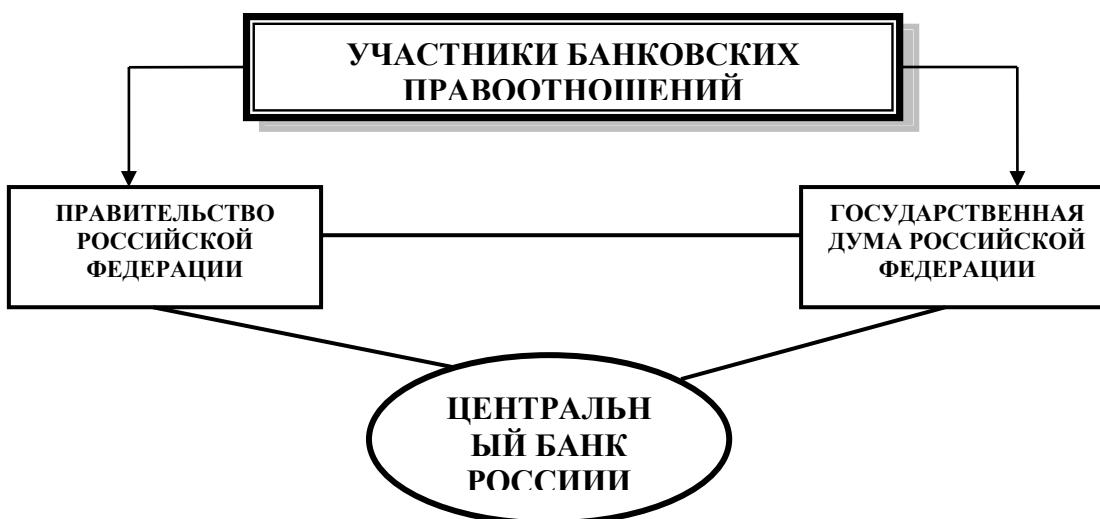 УЧАСТНИКИ БАНКОВСКИХ
ПРАВООТНОШЕНИЙ
ПРАВИТЕЛЬСТВО
РОССИЙСКОЙ
ФЕДЕРАЦИИ
ГОСУДАРСТВЕННАЯ
ДУМА РОССИЙСКОЙ
ФЕДЕРАЦИИ
ЦЕНТРАЛЬН
ЫЙ БАНК
РОССИИИ